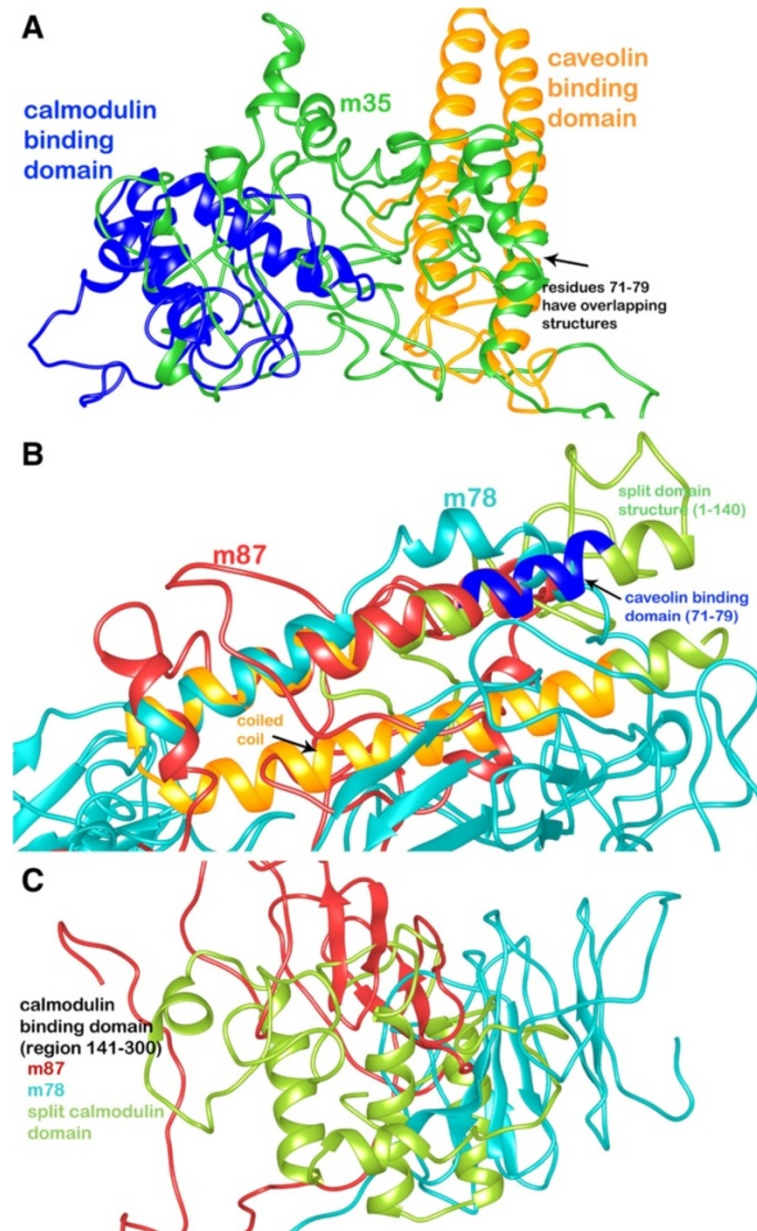 A
calmodulin
binding
domain
m35
caveolin
binding
domain
residues 71-79
have overlapping
structures
B
m78
split domain
structure (1-140)
m87
caveolin binding
domain (71-79)
coiled
coil
C
calmodulin
binding domain
(region 141-300)
m87
m78
split calmodulin
domain